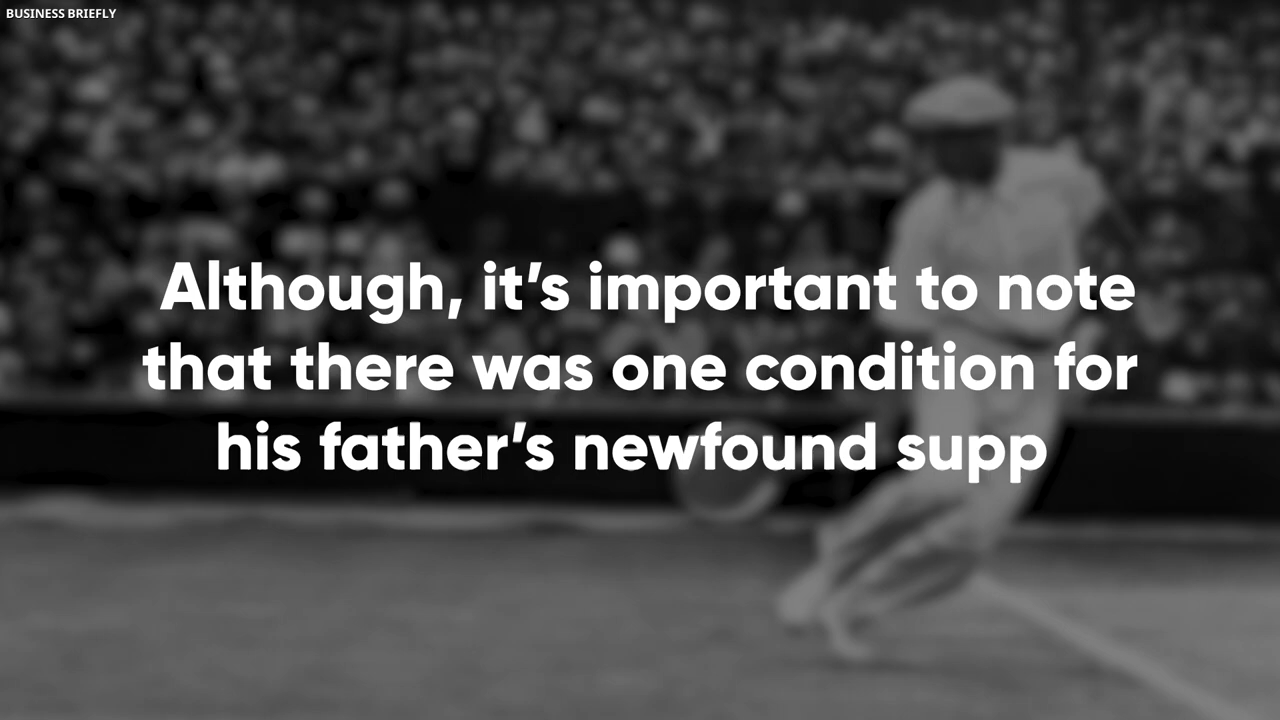 BUSINESS BRIEFLY
Although, it’s important to note
that there was one condition for
his father’s newfound supp